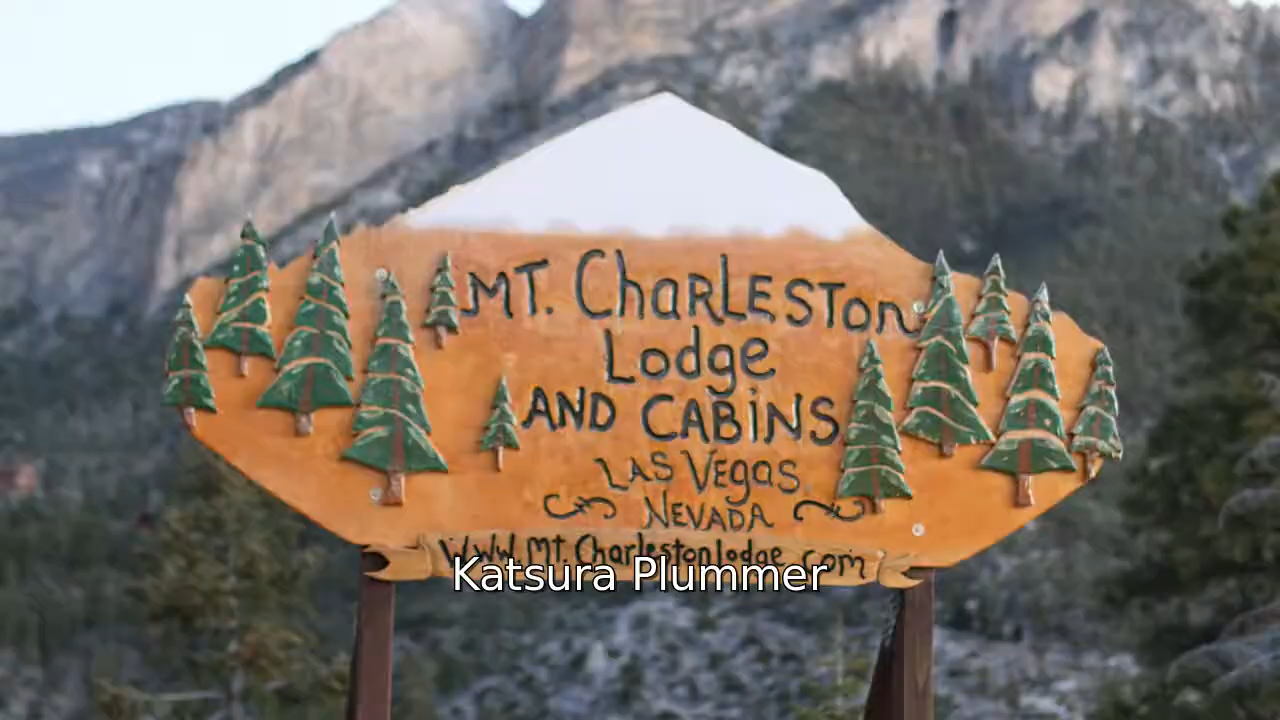 MT. CharLESTon
Lodge
AND CABiNS
LAS Vegas
NEVADA
www.Mt.Charlestonlodge.com
Katsura Plummer